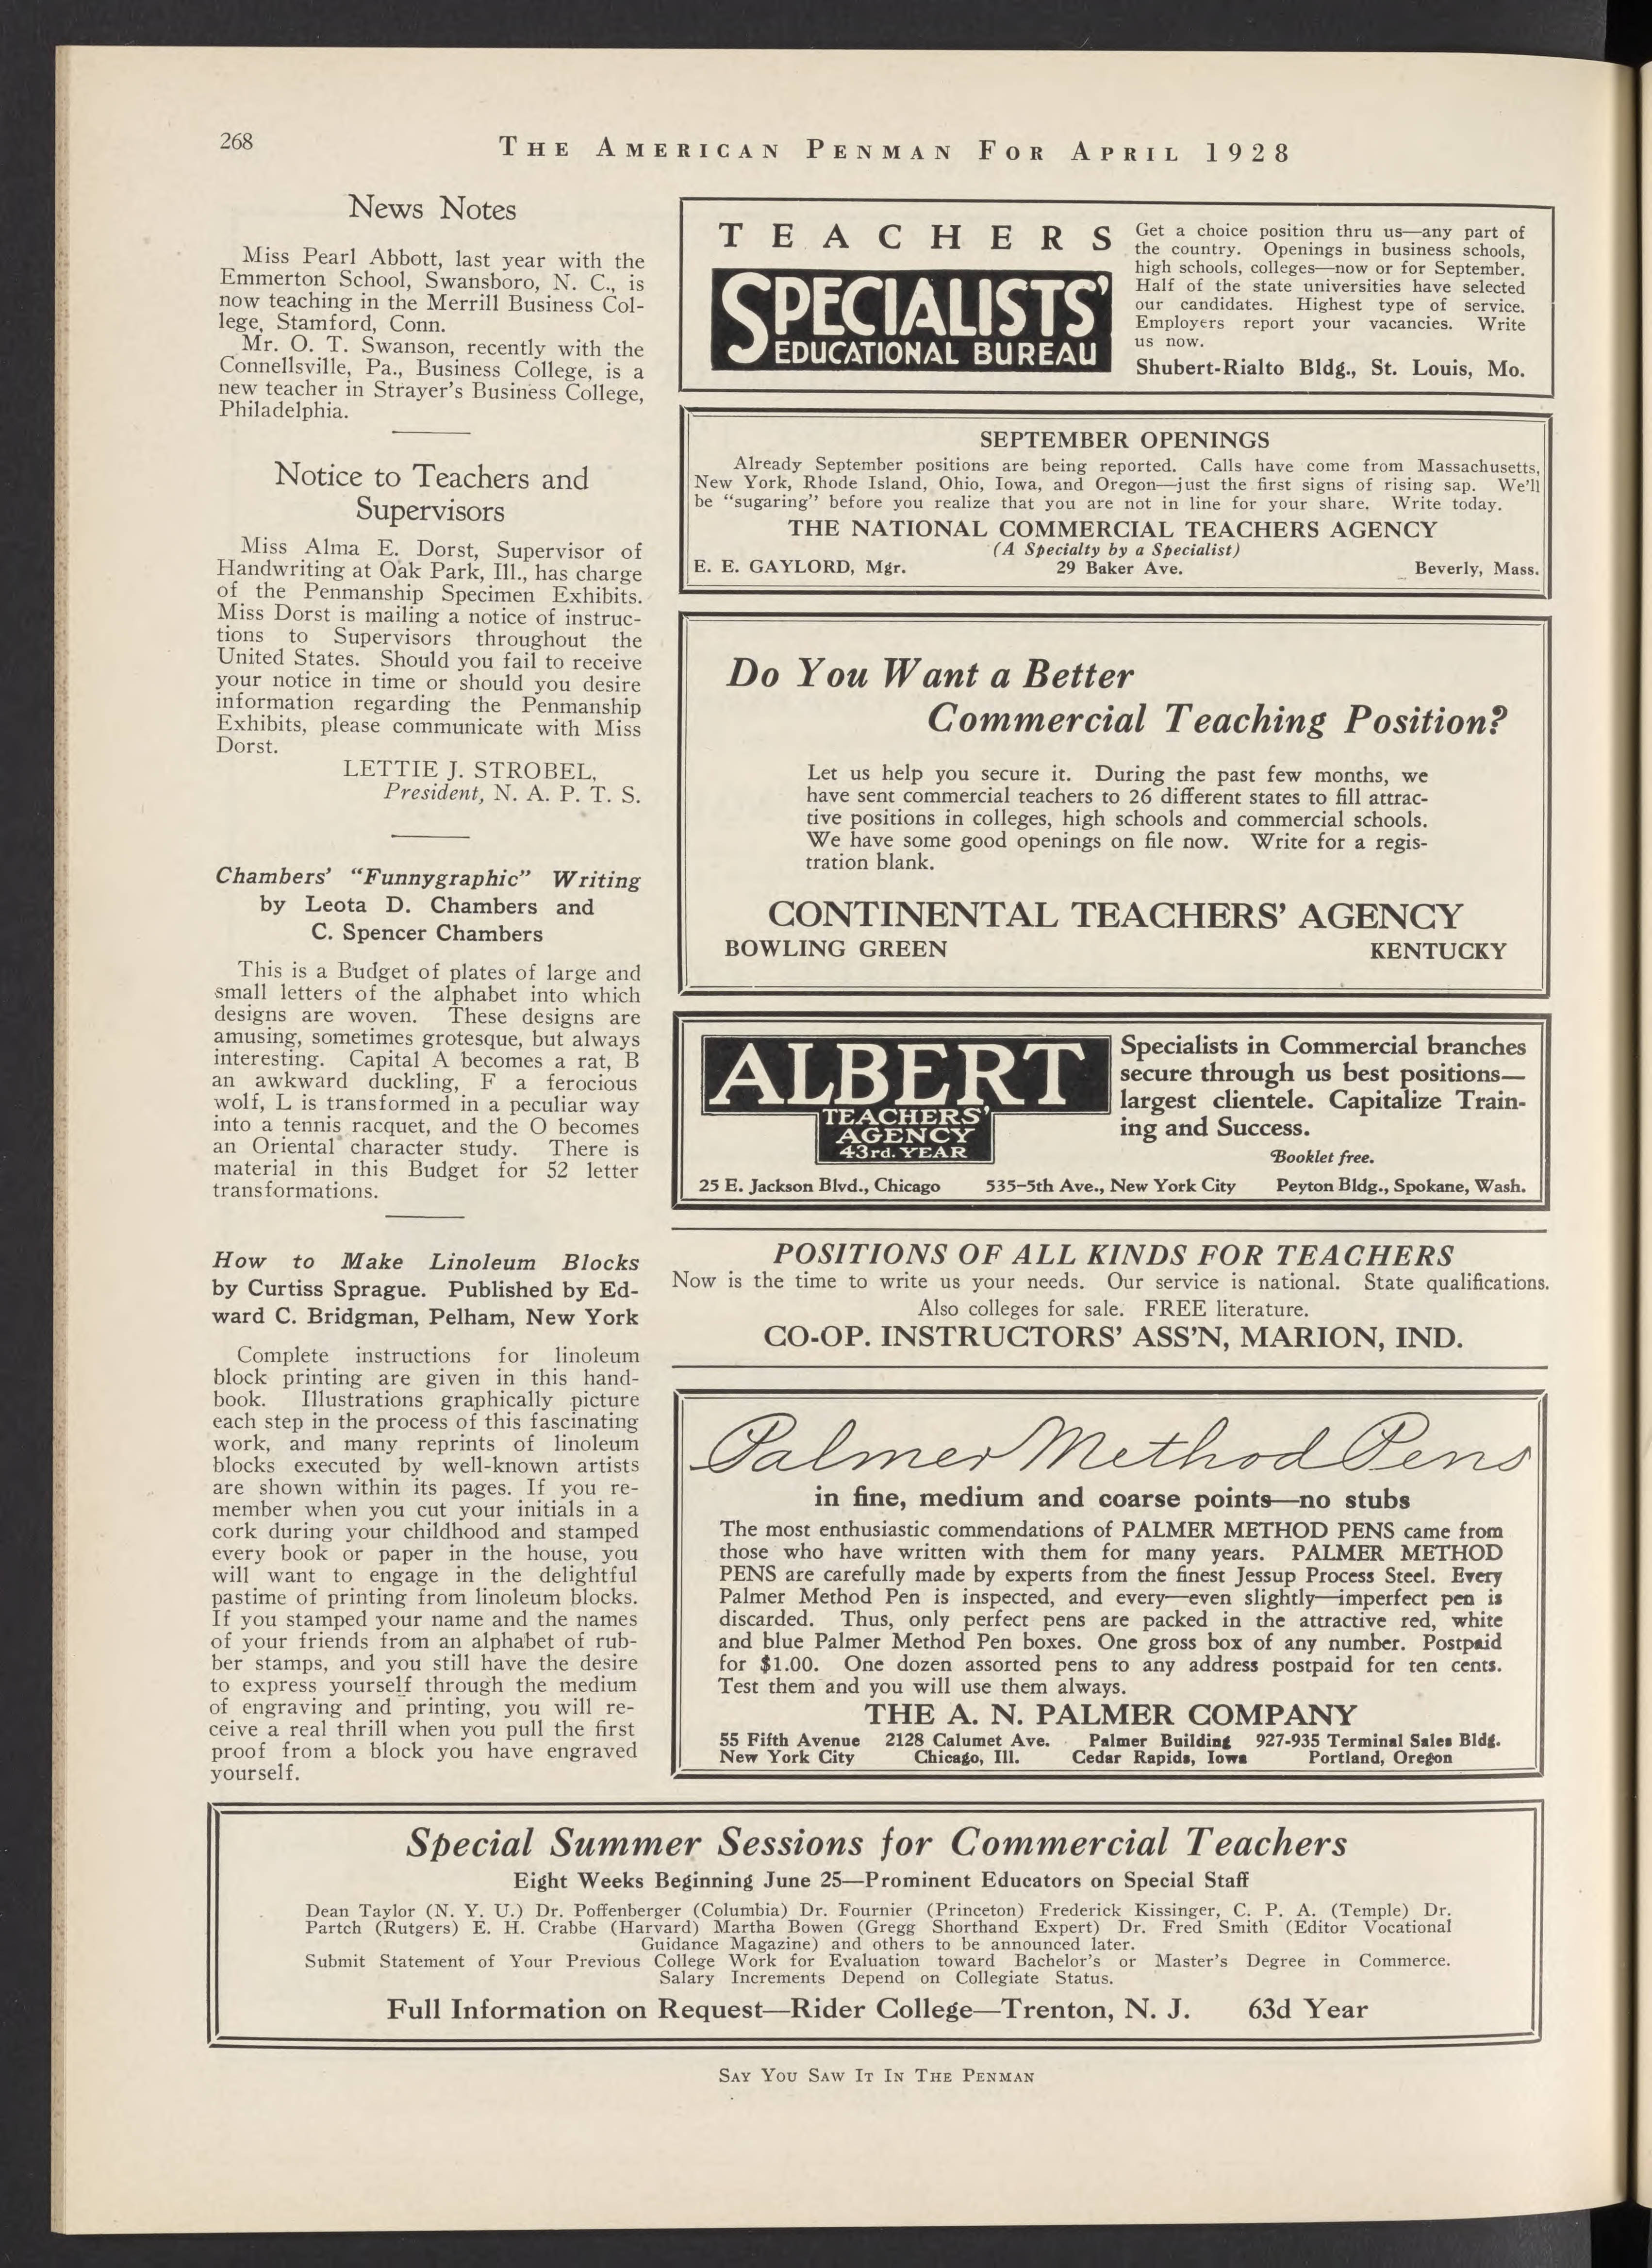 268
THE AMERICAN PENMAN FOR APRIL 1928
News Notes
Miss Pearl Abbott, last year with the
Emmerton School, Swansboro, N. C., is
now teaching in the Merrill Business Col-
lege, Stamford, Conn.
Mr. O. T. Swanson, recently with the
Connellsville, Pa., Business College, is a
new teacher in Strayer's Business College,
Philadelphia.
Notice to Teachers and
Supervisors
Miss Alma E. Dorst, Supervisor of
Handwriting at Oak Park, Ill., has charge
of the Penmanship Specimen Exhibits.
Miss Dorst is mailing a notice of instruc-
tions to Supervisors throughout the
United States. Should you fail to receive
your notice in time or should you desire
information regarding the Penmanship
Exhibits, please communicate with Miss
Dorst.
LETTIE J. STROBEL,
President, N. A. P. T. S.
Chambers' "Funnygraphic" Writing
by Leota D. Chambers and
C. Spencer Chambers
This is a Budget of plates of large and
small letters of the alphabet into which
designs are woven. These designs are
amusing, sometimes grotesque, but always
interesting. Capital A becomes a rat, B
an awkward duckling, F a ferocious
wolf, L is transformed in a peculiar way
into a tennis racquet, and the O becomes
an Oriental character study. There is
material in this Budget for 52 letter
transformations.
How to Make Linoleum Blocks
by Curtiss Sprague. Published by Ed-
ward C. Bridgman, Pelham, New York
Complete instructions for linoleum
block printing are given in this hand-
book. Illustrations graphically picture
each step in the process of this fascinating
work, and many reprints of linoleum
blocks executed by well-known artists
are shown within its pages. If you re-
member when you cut your initials in a
cork during your childhood and stamped
every book or paper in the house, you
will want to engage in the delightful
pastime of printing from linoleum blocks.
If you stamped your name and the names
of your friends from an alphabet of rub-
ber stamps, and you still have the desire
to express yourself through the medium
of engraving and printing, you will re-
ceive a real thrill when you pull the first
proof from a block you have engraved
yourself.
TEACHERS
SPECIALISTS'
EDUCATIONAL BUREAU
Get a choice position thru us—any part of
the country. Openings in business schools,
high schools, colleges—now or for September.
Half of the state universities have selected
our candidates. Highest type of service.
Employers report your vacancies. Write
us now.
Shubert-Rialto Bldg., St. Louis, Mo.
SEPTEMBER OPENINGS
Already September positions are being reported. Calls have come from Massachusetts,
New York, Rhode Island, Ohio, Iowa, and Oregon—just the first signs of rising sap. We'll
be "sugaring" before you realize that you are not in line for your share. Write today.
THE NATIONAL COMMERCIAL TEACHERS AGENCY
(A Specialty by a Specialist)
E. E. GAYLORD, Mgr. 29 Baker Ave. Beverly, Mass.
Do You Want a Better
Commercial Teaching Position?
Let us help you secure it. During the past few months, we
have sent commercial teachers to 26 different states to fill attrac-
tive positions in colleges, high schools and commercial schools.
We have some good openings on file now. Write for a regis-
tration blank.
CONTINENTAL TEACHERS' AGENCY
BOWLING GREEN KENTUCKY
ALBERT
TEACHERS'
AGENCY
43rd. YEAR
Specialists in Commercial branches
secure through us best positions—
largest clientele. Capitalize Train-
ing and Success.
Booklet free.
25 E. Jackson Blvd., Chicago 535-5th Ave., New York City Peyton Bldg., Spokane, Wash.
POSITIONS OF ALL KINDS FOR TEACHERS
Now is the time to write us your needs. Our service is national. State qualifications.
Also colleges for sale. FREE literature.
CO-OP. INSTRUCTORS' ASS'N, MARION, IND.
Palmer Method Pens
in fine, medium and coarse points—no stubs
The most enthusiastic commendations of PALMER METHOD PENS came from
those who have written with them for many years. PALMER METHOD
PENS are carefully made by experts from the finest Jessup Process Steel. Every
Palmer Method Pen is inspected, and every—even slightly—imperfect pen is
discarded. Thus, only perfect pens are packed in the attractive red, white
and blue Palmer Method Pen boxes. One gross box of any number. Postpaid
for $1.00. One dozen assorted pens to any address postpaid for ten cents.
Test them and you will use them always.
THE A. N. PALMER COMPANY
55 Fifth Avenue 2128 Calumet Ave. Palmer Building 927-935 Terminal Sales Bldg.
New York City Chicago, Ill. Cedar Rapids, Iowa Portland, Oregon
Special Summer Sessions for Commercial Teachers
Eight Weeks Beginning June 25—Prominent Educators on Special Staff
Dean Taylor (N. Y. U.) Dr. Poffenberger (Columbia) Dr. Fournier (Princeton) Frederick Kissinger, C. P. A. (Temple) Dr.
Partch (Rutgers) E. H. Crabbe (Harvard) Martha Bowen (Gregg Shorthand Expert) Dr. Fred Smith (Editor Vocational
Guidance Magazine) and others to be announced later.
Submit Statement of Your Previous College Work for Evaluation toward Bachelor's or Master's Degree in Commerce.
Salary Increments Depend on Collegiate Status.
Full Information on Request—Rider College—Trenton, N. J. 63d Year
SAY YOU SAW IT IN THE PENMAN